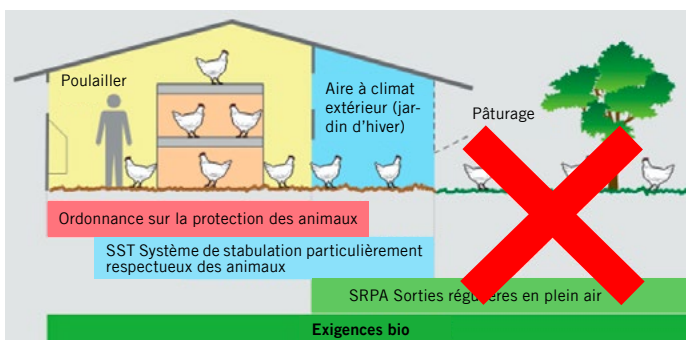 Poulailler
Aire à climat
extérieur (jar-
din d'hiver)
Pâturage
Ordonnance sur la protection des animaux
SST Système de stabulation particulièrement
respectueux des animaux
SRPA Sorties régulières en plein air
Exigences bio